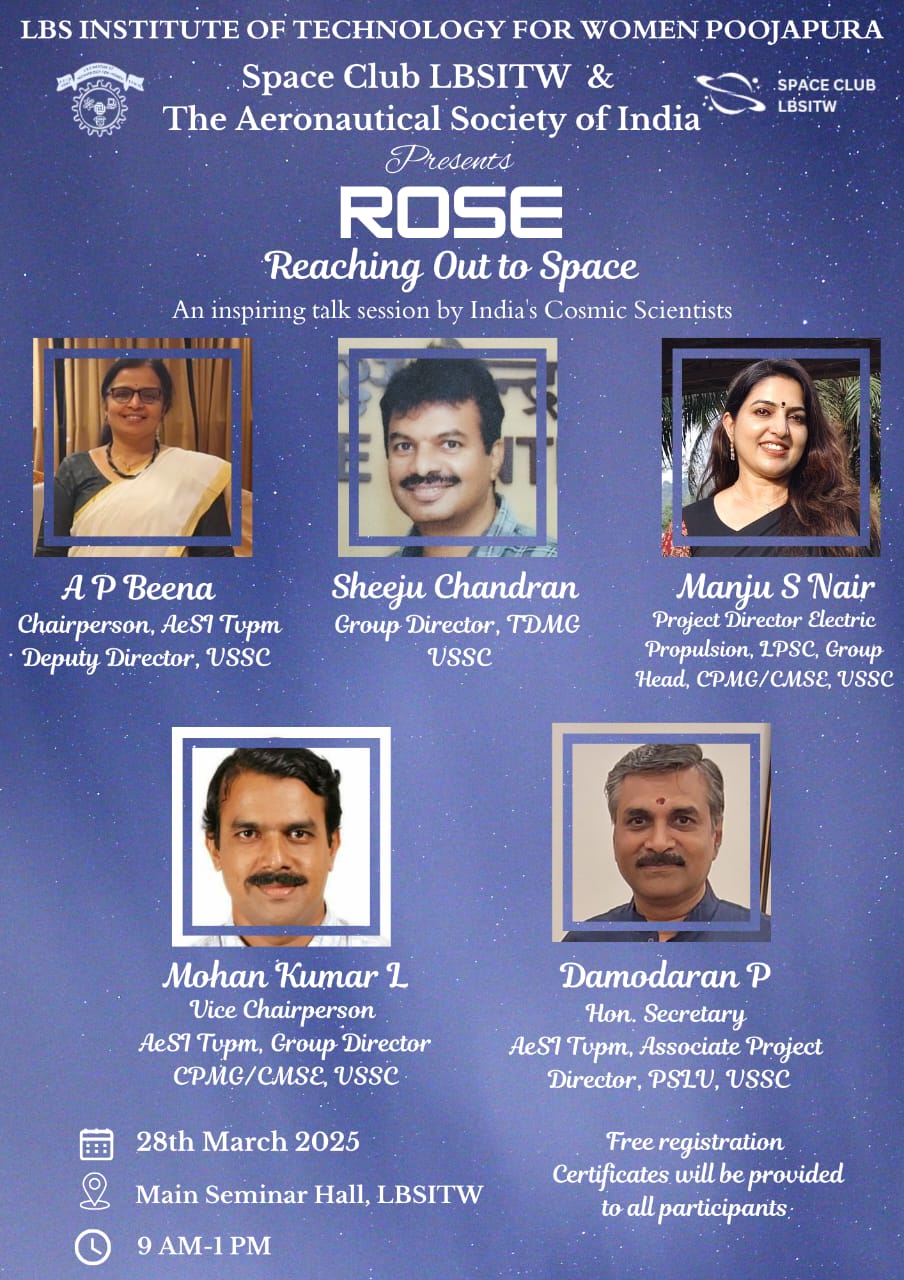 LBS INSTITUTE OF TECHNOLOGY FOR WOMEN POOJAPURA
Space Club LBSITW &
The Aeronautical Society of India
SPACE CLUB
LBSITW
Presents
ROSE
Reaching Out to Space
An inspiring talk session by India's Cosmic Scientists
A P Beena
Chairperson, AeSI Tvpm
Deputy Director, VSSC
Sheeju Chandran
Group Director, TDMG
VSSC
Manju S Nair
Project Director Electric
Propulsion, LPSC, Group
Head, CPMG/CMSE, VSSC
Mohan Kumar L
Vice Chairperson
AeSI Tvpm, Group Director
CPMG/CMSE, VSSC
Damodaran P
Hon. Secretary
AeSI Tvpm, Associate Project
Director, PSLV, VSSC
28th March 2025
Main Seminar Hall, LBSITW
9 AM-1 PM
Free registration
Certificates will be provided
to all participants